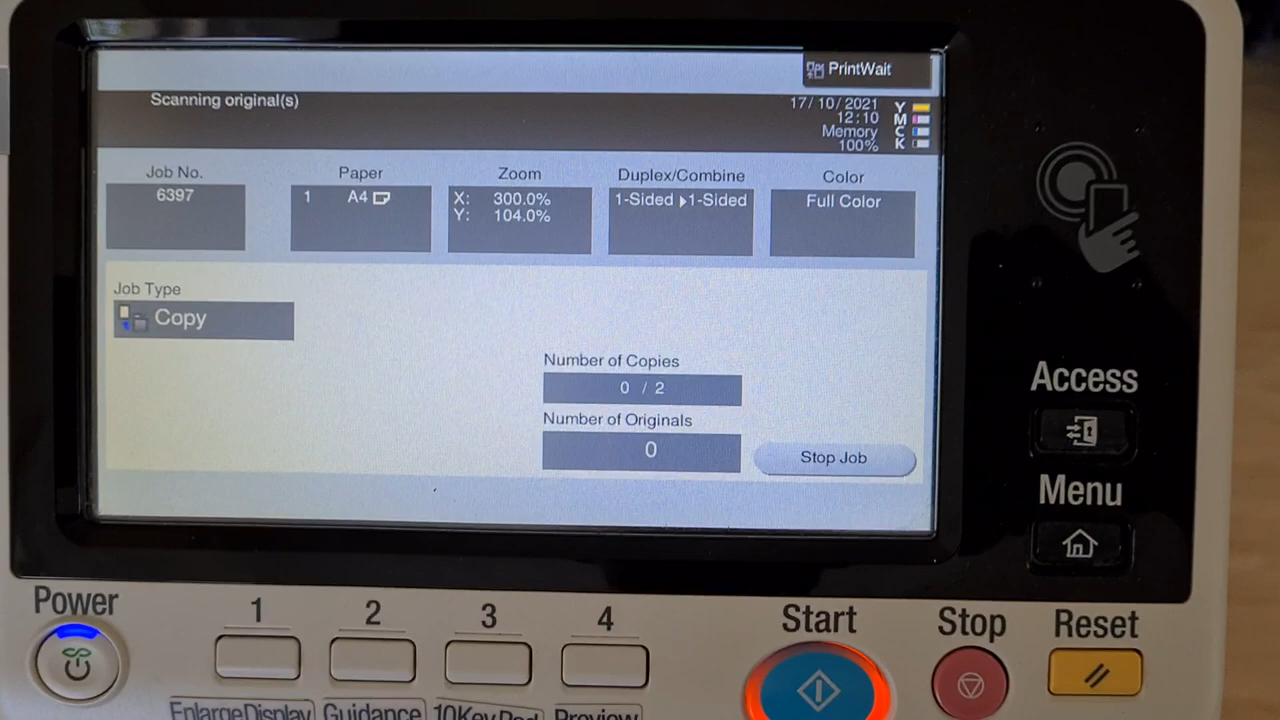 PrintWait
Scanning original(s)
17/10/2021
12:10
Memory
100%
Y
M
C
K
Job No.
6397
Paper
1 A4
Zoom
X: 300.0%
Y: 104.0%
Duplex/Combine
1-Sided ▶1-Sided
Color
Full Color
Job Type
Copy
Number of Copies
0 / 2
Number of Originals
0
Stop Job
Access
Menu
Power
1
2
3
4
Start
Stop
Reset
EnlargeDisplay
Guidance
10KeyPad
Preview